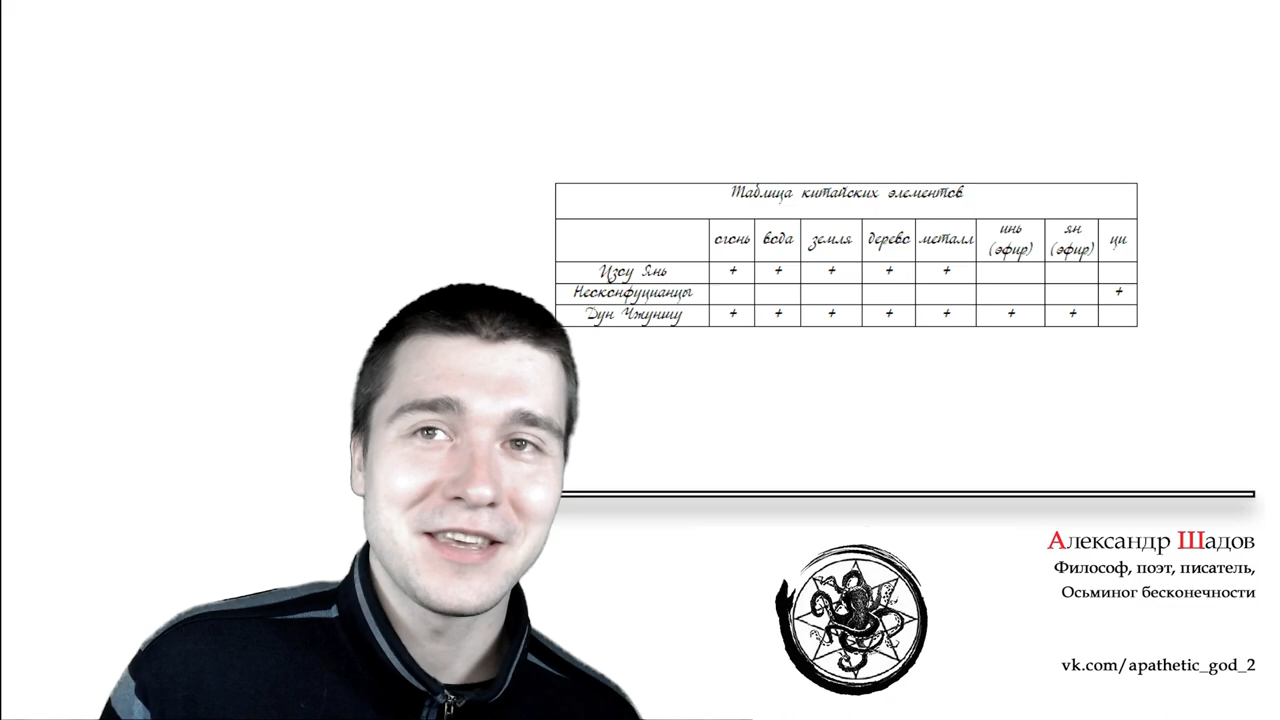 Таблица китайских элементов
огонь вода земля дерево металл инь (эфир) ян (эфир) ци
Цзоу Янь + + + + +
Неоконфуцианцы +
Дун Чжуншу + + + + + + +
Александр Шадов
Философ, поэт, писатель,
Осьминог бесконечности
vk.com/apathetic_god_2